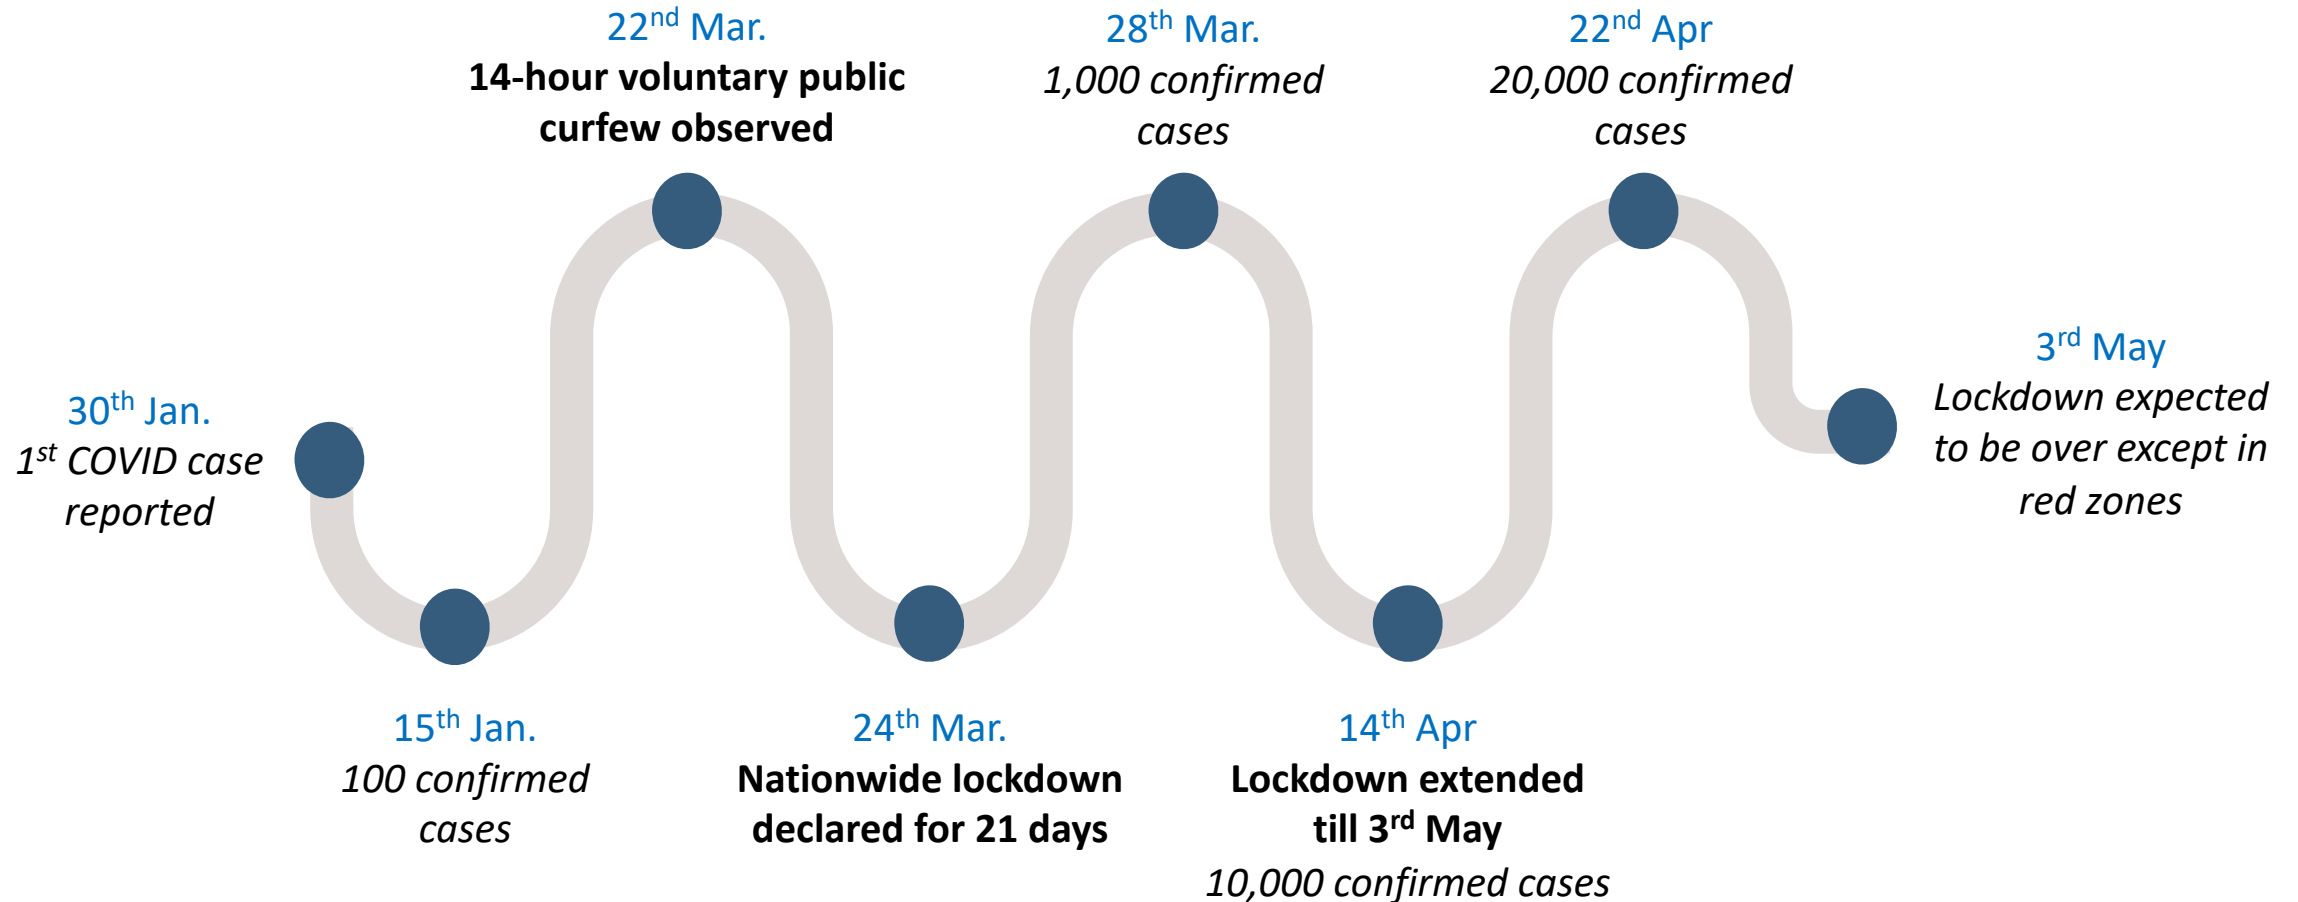 30th Jan.
1st COVID case
reported
15th Jan.
100 confirmed
cases
22nd Mar.
14-hour voluntary public
curfew observed
24th Mar.
Nationwide lockdown
declared for 21 days
28th Mar.
1,000 confirmed
cases
14th Apr
Lockdown extended
till 3rd May
10,000 confirmed cases
22nd Apr
20,000 confirmed
cases
3rd May
Lockdown expected
to be over except in
red zones